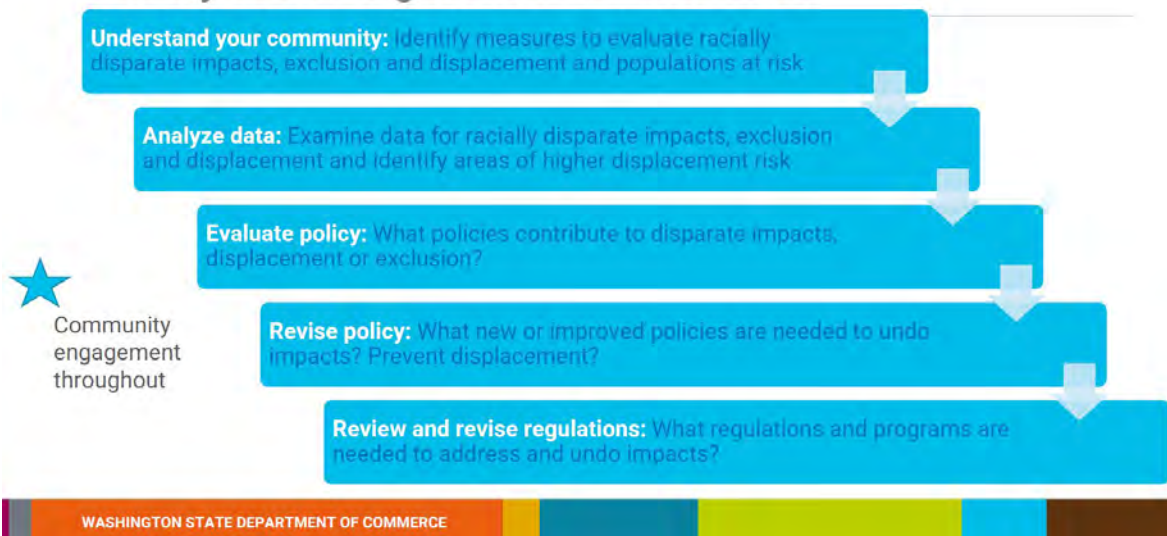 Understand your community: Identify measures to evaluate racially
disparate impacts, exclusion and displacement and populations at risk
Analyze data: Examine data for racially disparate impacts, exclusion
and displacement and identify areas of higher displacement risk
Evaluate policy: What policies contribute to disparate impacts,
displacement or exclusion?
Community
engagement
throughout
Revise policy: What new or improved policies are needed to undo
impacts? Prevent displacement?
Review and revise regulations: What regulations and programs are
needed to address and undo impacts?
WASHINGTON STATE DEPARTMENT OF COMMERCE